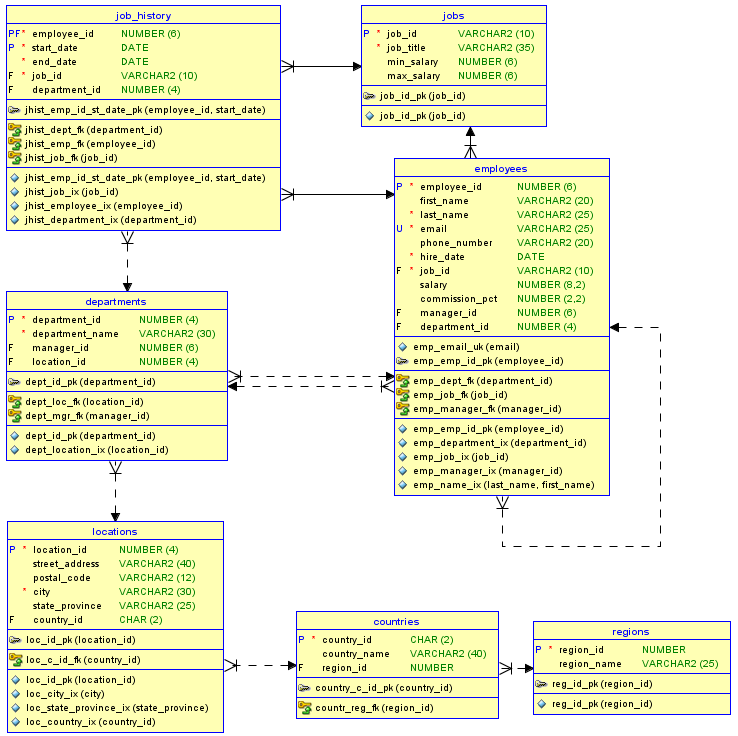 job_history
PF* employee_id NUMBER (6)
P * start_date DATE
* end_date DATE
F * job_id VARCHAR2 (10)
F department_id NUMBER (4)
jhist_emp_id_st_date_pk (employee_id, start_date)
jhist_dept_fk (department_id)
jhist_emp_fk (employee_id)
jhist_job_fk (job_id)
jhist_emp_id_st_date_pk (employee_id, start_date)
jhist_job_ix (job_id)
jhist_employee_ix (employee_id)
jhist_department_ix (department_id)
jobs
P * job_id VARCHAR2 (10)
* job_title VARCHAR2 (35)
min_salary NUMBER (6)
max_salary NUMBER (6)
job_id_pk (job_id)
job_id_pk (job_id)
employees
P * employee_id NUMBER (6)
first_name VARCHAR2 (20)
* last_name VARCHAR2 (25)
U * email VARCHAR2 (25)
phone_number VARCHAR2 (20)
* hire_date DATE
F * job_id VARCHAR2 (10)
salary NUMBER (8,2)
commission_pct NUMBER (2,2)
F manager_id NUMBER (6)
F department_id NUMBER (4)
emp_email_uk (email)
emp_emp_id_pk (employee_id)
emp_dept_fk (department_id)
emp_job_fk (job_id)
emp_manager_fk (manager_id)
emp_emp_id_pk (employee_id)
emp_department_ix (department_id)
emp_job_ix (job_id)
emp_manager_ix (manager_id)
emp_name_ix (last_name, first_name)
departments
P * department_id NUMBER (4)
* department_name VARCHAR2 (30)
F manager_id NUMBER (6)
F location_id NUMBER (4)
dept_id_pk (department_id)
dept_loc_fk (location_id)
dept_mgr_fk (manager_id)
dept_id_pk (department_id)
dept_location_ix (location_id)
locations
P * location_id NUMBER (4)
street_address VARCHAR2 (40)
postal_code VARCHAR2 (12)
* city VARCHAR2 (30)
state_province VARCHAR2 (25)
F country_id CHAR (2)
loc_id_pk (location_id)
loc_c_id_fk (country_id)
loc_id_pk (location_id)
loc_city_ix (city)
loc_state_province_ix (state_province)
loc_country_ix (country_id)
countries
P * country_id CHAR (2)
country_name VARCHAR2 (40)
F region_id NUMBER
country_c_id_pk (country_id)
countr_reg_fk (region_id)
regions
P * region_id NUMBER
region_name VARCHAR2 (25)
reg_id_pk (region_id)
reg_id_pk (region_id)